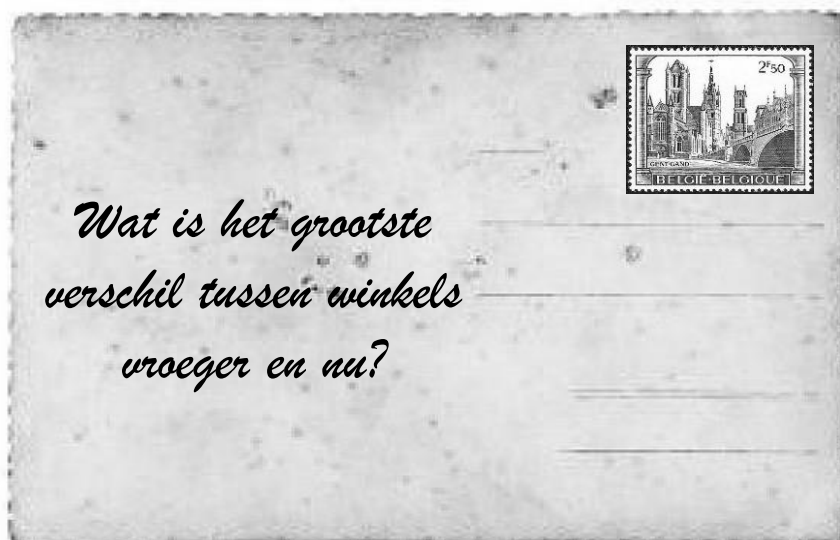 2F50
GENT-GAND
BELGIË-BELGIQUE
Wat is het grootste
verschil tussen winkels
vroeger en nu?